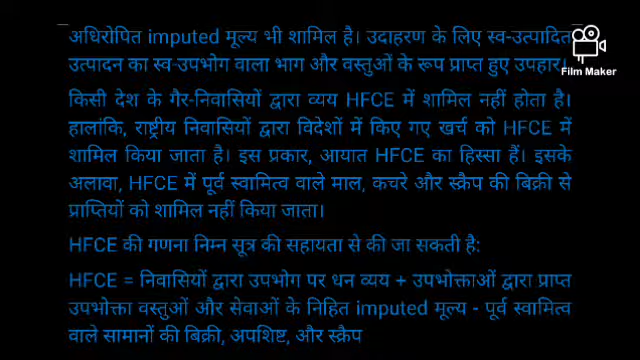 अधिरोपित imputed मूल्य भी शामिल है। उदाहरण के लिए स्व-उत्पादित
उत्पादन का स्व-उपभोग वाला भाग और वस्तुओं के रूप प्राप्त हुए उपहार।
Film Maker
किसी देश के गैर-निवासियों द्वारा व्यय HFCE में शामिल नहीं होता है।
हालांकि, राष्ट्रीय निवासियों द्वारा विदेशों में किए गए खर्च को HFCE में
शामिल किया जाता है। इस प्रकार, आयात HFCE का हिस्सा हैं। इसके
अलावा, HFCE में पूर्व स्वामित्व वाले माल, कचरे और स्क्रैप की बिक्री से
प्राप्तियों को शामिल नहीं किया जाता।
HFCE की गणना निम्न सूत्र की सहायता से की जा सकती है:
HFCE = निवासियों द्वारा उपभोग पर धन व्यय + उपभोक्ताओं द्वारा प्राप्त
उपभोक्ता वस्तुओं और सेवाओं के निहित imputed मूल्य - पूर्व स्वामित्व
वाले सामानों की बिक्री, अपशिष्ट, और स्क्रैप